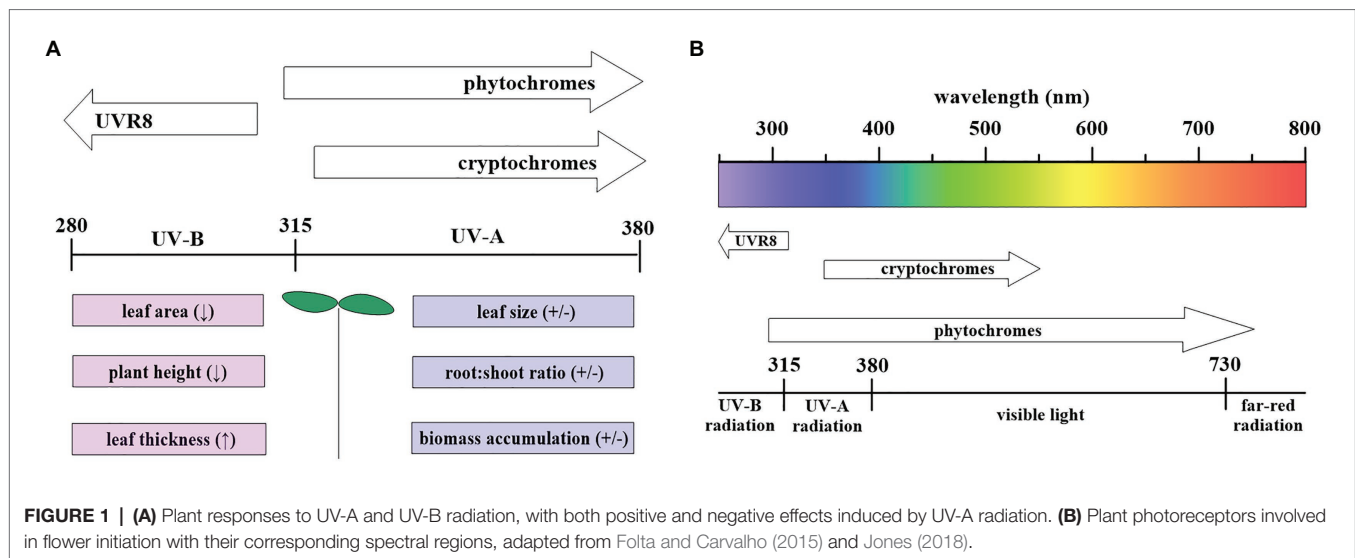 A
phytochromes
UVR8
cryptochromes
280
315
380
UV-B
UV-A
leaf area (↓)
leaf size (+/-)
plant height (↓)
root:shoot ratio (+/-)
leaf thickness (↑)
biomass accumulation (+/-)
B
wavelength (nm)
300 400 500 600 700 800
UVR8
cryptochromes
phytochromes
315 380 730
UV-B
radiation
UV-A
radiation
visible light
far-red
radiation
FIGURE 1 | (A) Plant responses to UV-A and UV-B radiation, with both positive and negative effects induced by UV-A radiation. (B) Plant photoreceptors involved
in flower initiation with their corresponding spectral regions, adapted from Folta and Carvalho (2015) and Jones (2018).